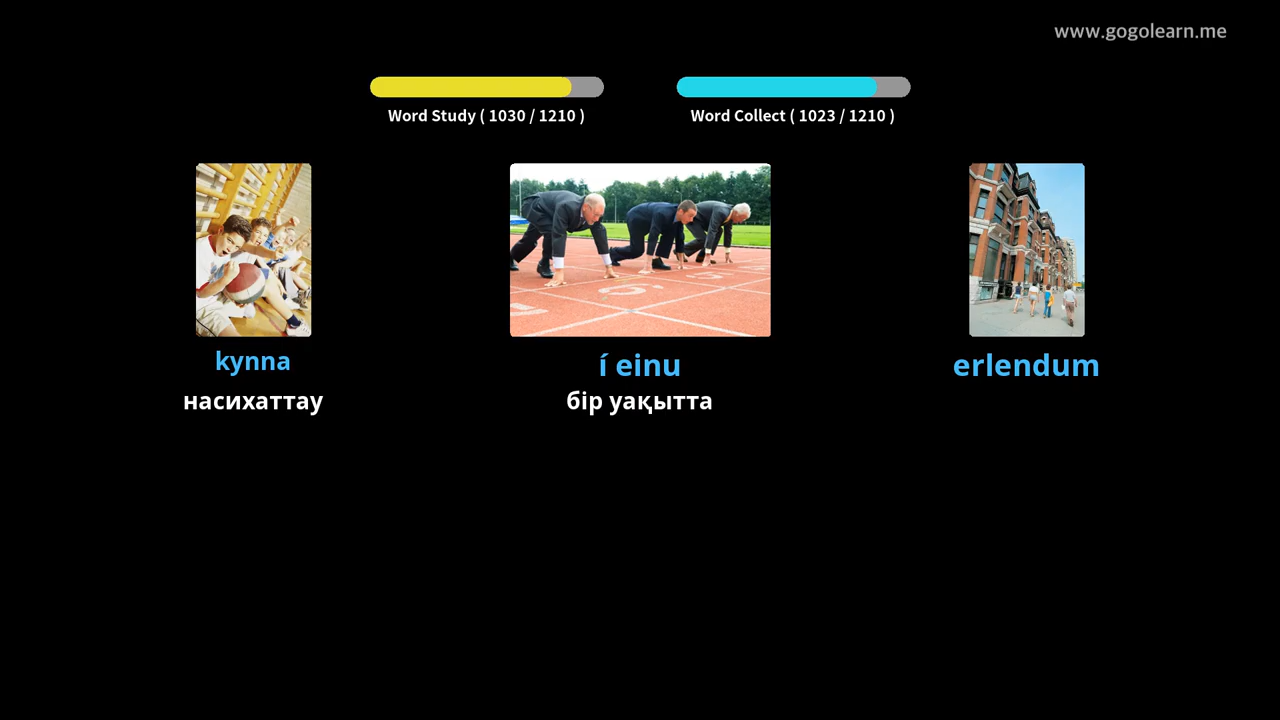 www.gogolearn.me
Word Study ( 1030 / 1210 )
Word Collect ( 1023 / 1210 )
kynna
í einu
erlendum
насихаттау
бір уақытта